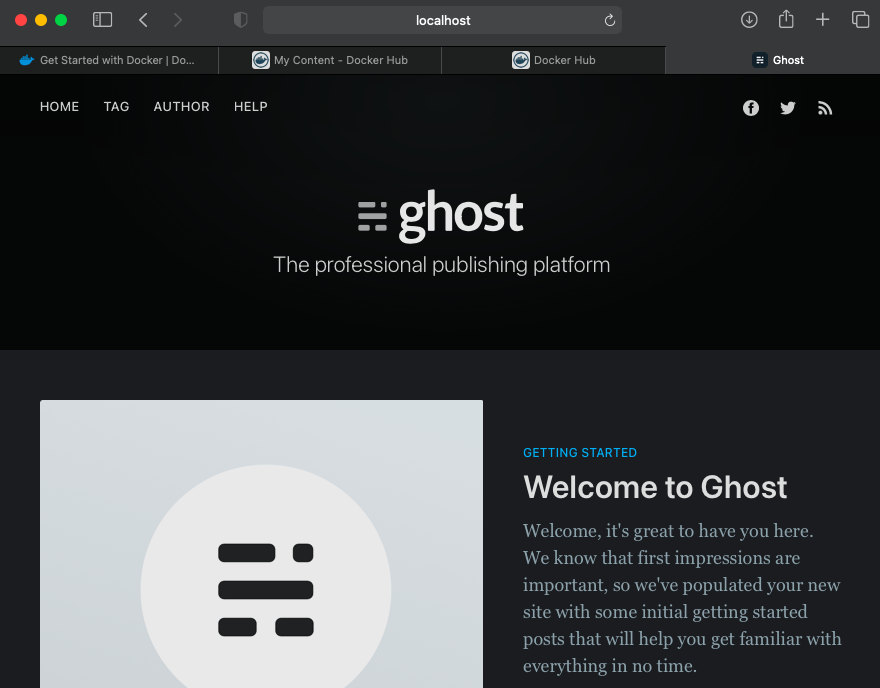 localhost
Get Started with Docker | Do...
My Content - Docker Hub
Docker Hub
Ghost
HOME
TAG
AUTHOR
HELP
ghost
The professional publishing platform
GETTING STARTED
Welcome to Ghost
Welcome, it's great to have you here.
We know that first impressions are
important, so we've populated your new
site with some initial getting started
posts that will help you get familiar with
everything in no time.